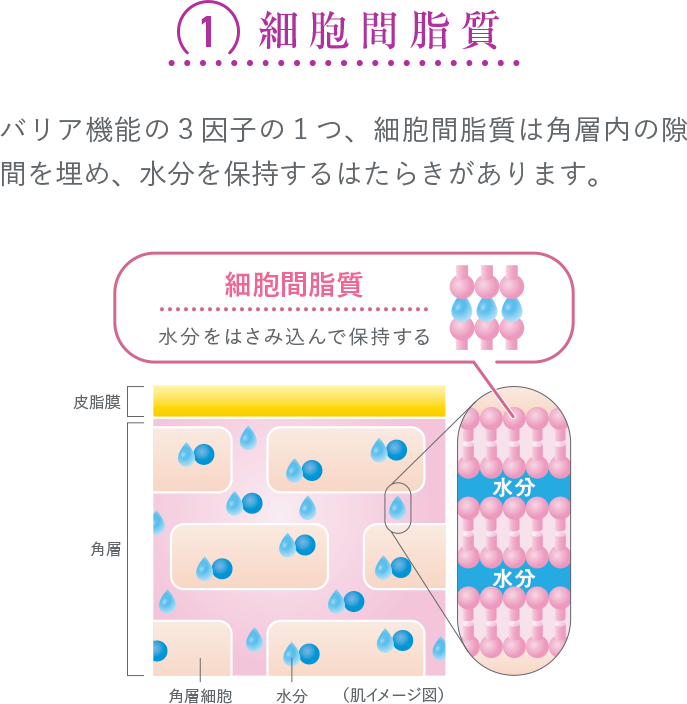 1 細胞間脂質
バリア機能の3因子の1つ、細胞間脂質は角層内の隙
間を埋め、水分を保持するはたらきがあります。
細胞間脂質
水分をはさみ込んで保持する
皮脂膜
角層
水分
水分
角層細胞
水分
（肌イメージ図）